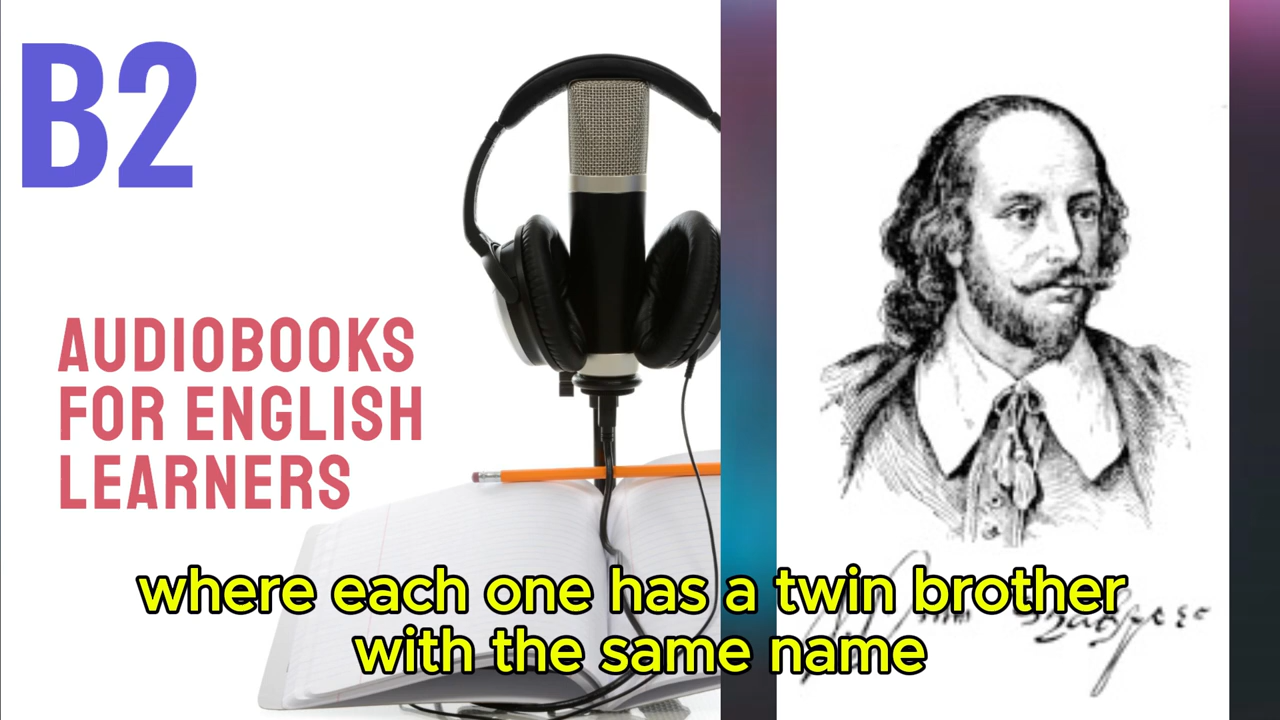 B2
AUDIOBOOKS
FOR ENGLISH
LEARNERS
where each one has a twin brother
with the same name